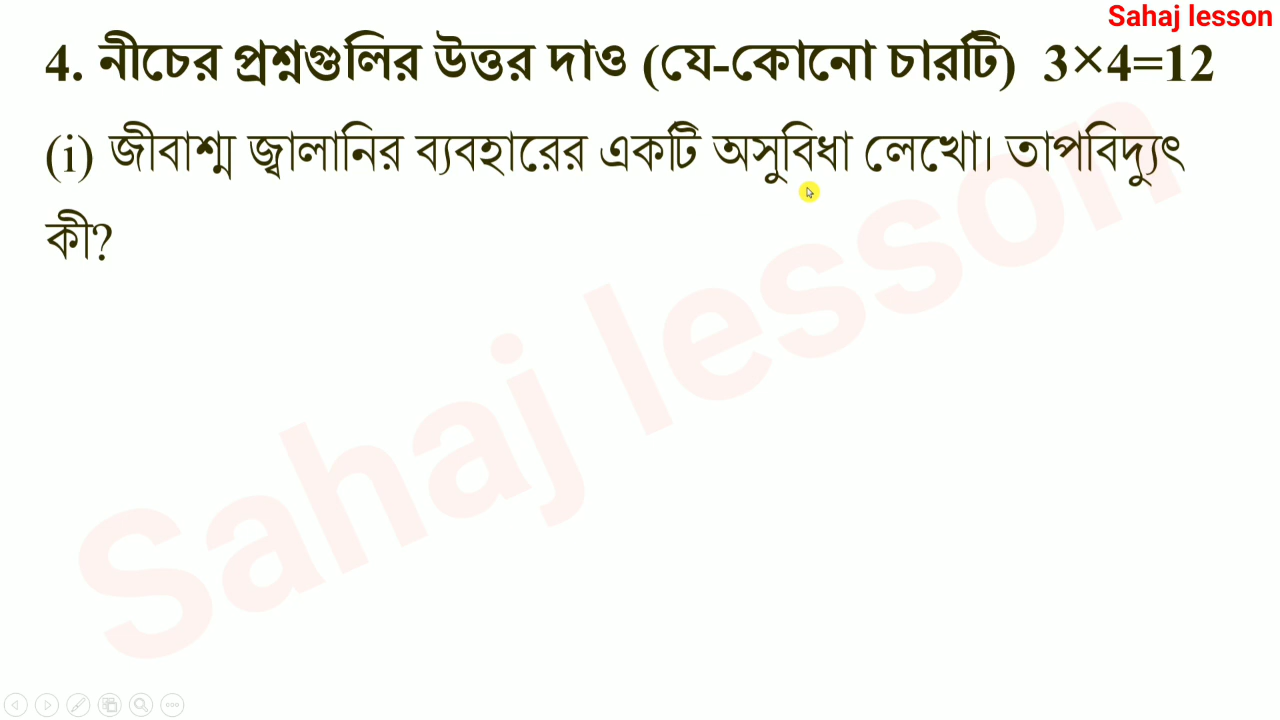 Sahaj lesson
4. নীচের প্রশ্নগুলির উত্তর দাও (যে-কোনো চারটি) 3×4=12
(i) জীবাশ্ম জ্বালানির ব্যবহারের একটি অসুবিধা লেখো। তাপবিদ্যুৎ
কী?
Sahaj lesson